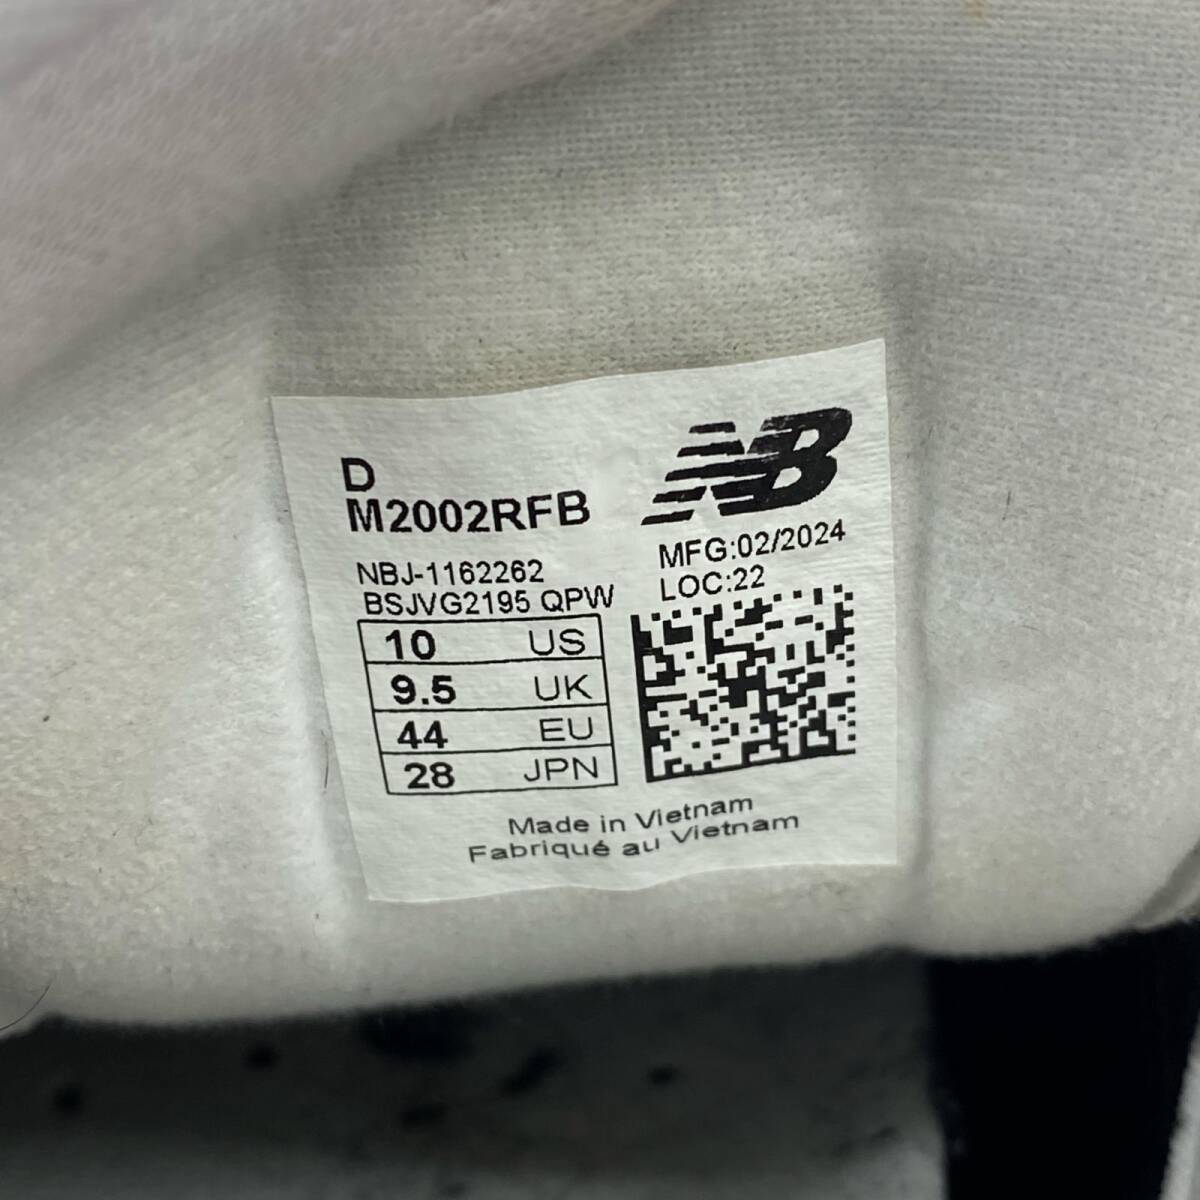 D
M2002RFB
NB
NBJ-1162262
BSJVG2195 QPW
MFG:02/2024
LOC:22
10 US
9.5 UK
44 EU
28 JPN
Made in Vietnam
Fabriqué au Vietnam